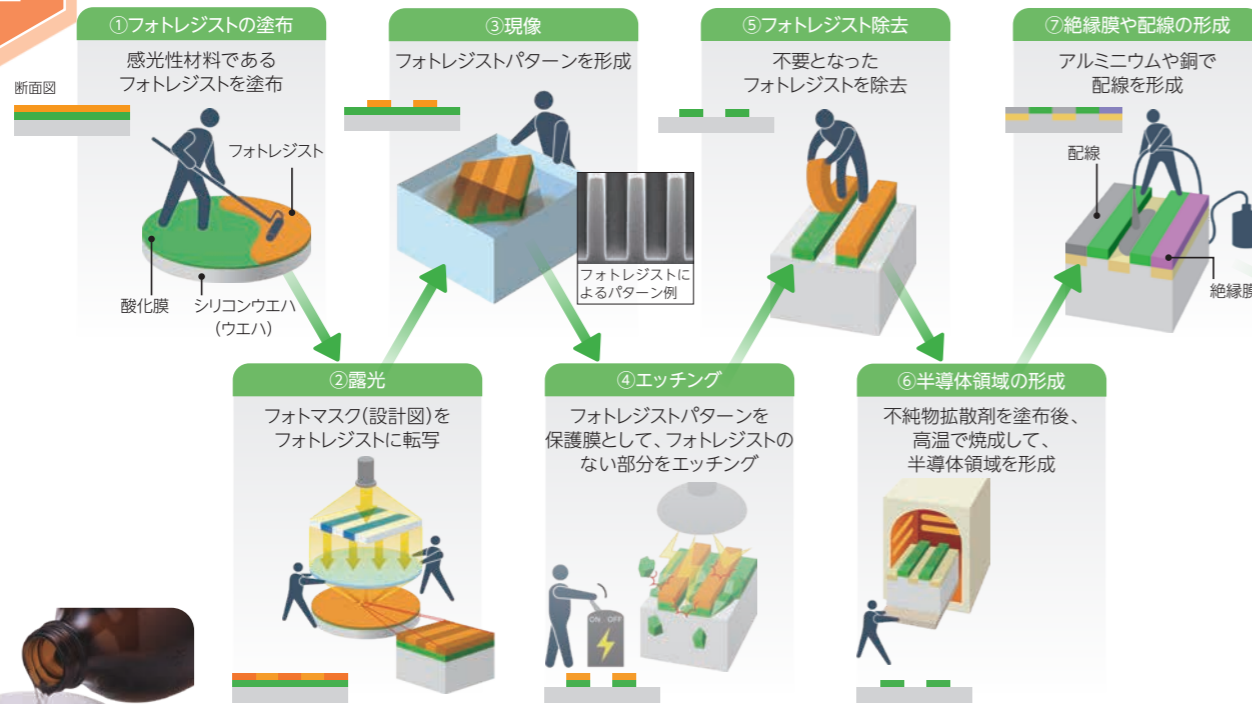 ①フォトレジストの塗布
感光性材料である
フォトレジストを塗布
断面図
フォトレジスト
酸化膜
シリコンウエハ
(ウエハ)
②露光
フォトマスク(設計図)を
フォトレジストに転写
③現像
フォトレジストパターンを形成
フォトレジストに
よるパターン例
④エッチング
フォトレジストパターンを
保護膜として、フォトレジストの
ない部分をエッチング
ON OFF
⑤フォトレジスト除去
不要となった
フォトレジストを除去
⑥半導体領域の形成
不純物拡散剤を塗布後、
高温で焼成して、
半導体領域を形成
⑦絶縁膜や配線の形成
アルミニウムや銅で
配線を形成
配線
絶縁膜